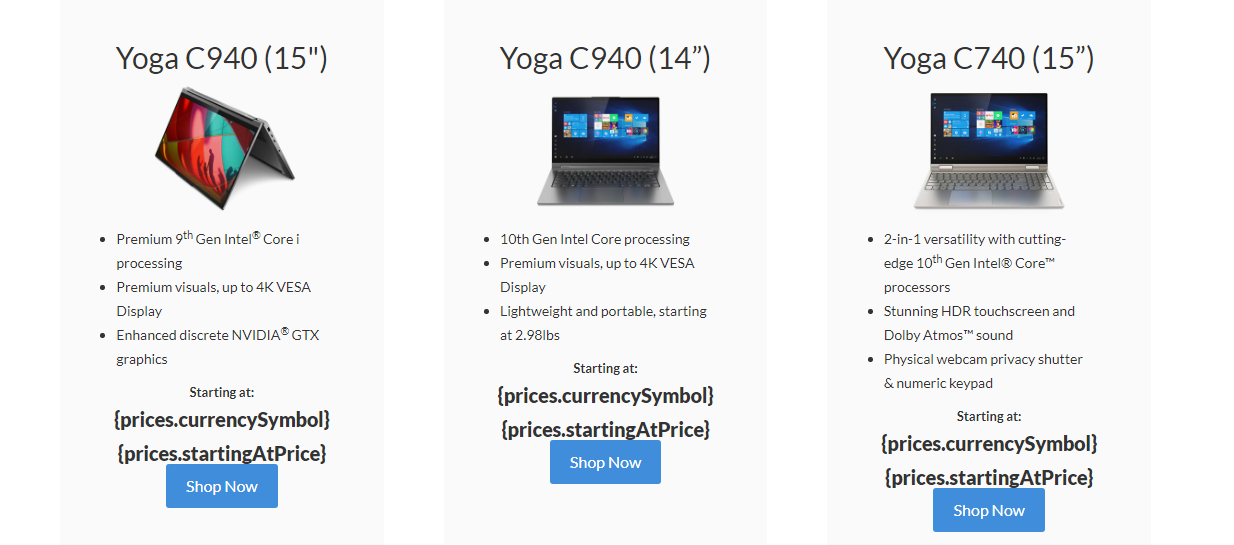 Yoga C940 (15")
Premium 9th Gen Intel® Core i
processing
Premium visuals, up to 4K VESA
Display
Enhanced discrete NVIDIA® GTX
graphics
Starting at:
{prices.currencySymbol}
{prices.startingAtPrice}
Shop Now
Yoga C940 (14”)
10th Gen Intel Core processing
Premium visuals, up to 4K VESA
Display
Lightweight and portable, starting
at 2.98lbs
Starting at:
{prices.currencySymbol}
{prices.startingAtPrice}
Shop Now
Yoga C740 (15”)
2-in-1 versatility with cutting-
edge 10th Gen Intel® Core™
processors
Stunning HDR touchscreen and
Dolby Atmos™ sound
Physical webcam privacy shutter
& numeric keypad
Starting at:
{prices.currencySymbol}
{prices.startingAtPrice}
Shop Now